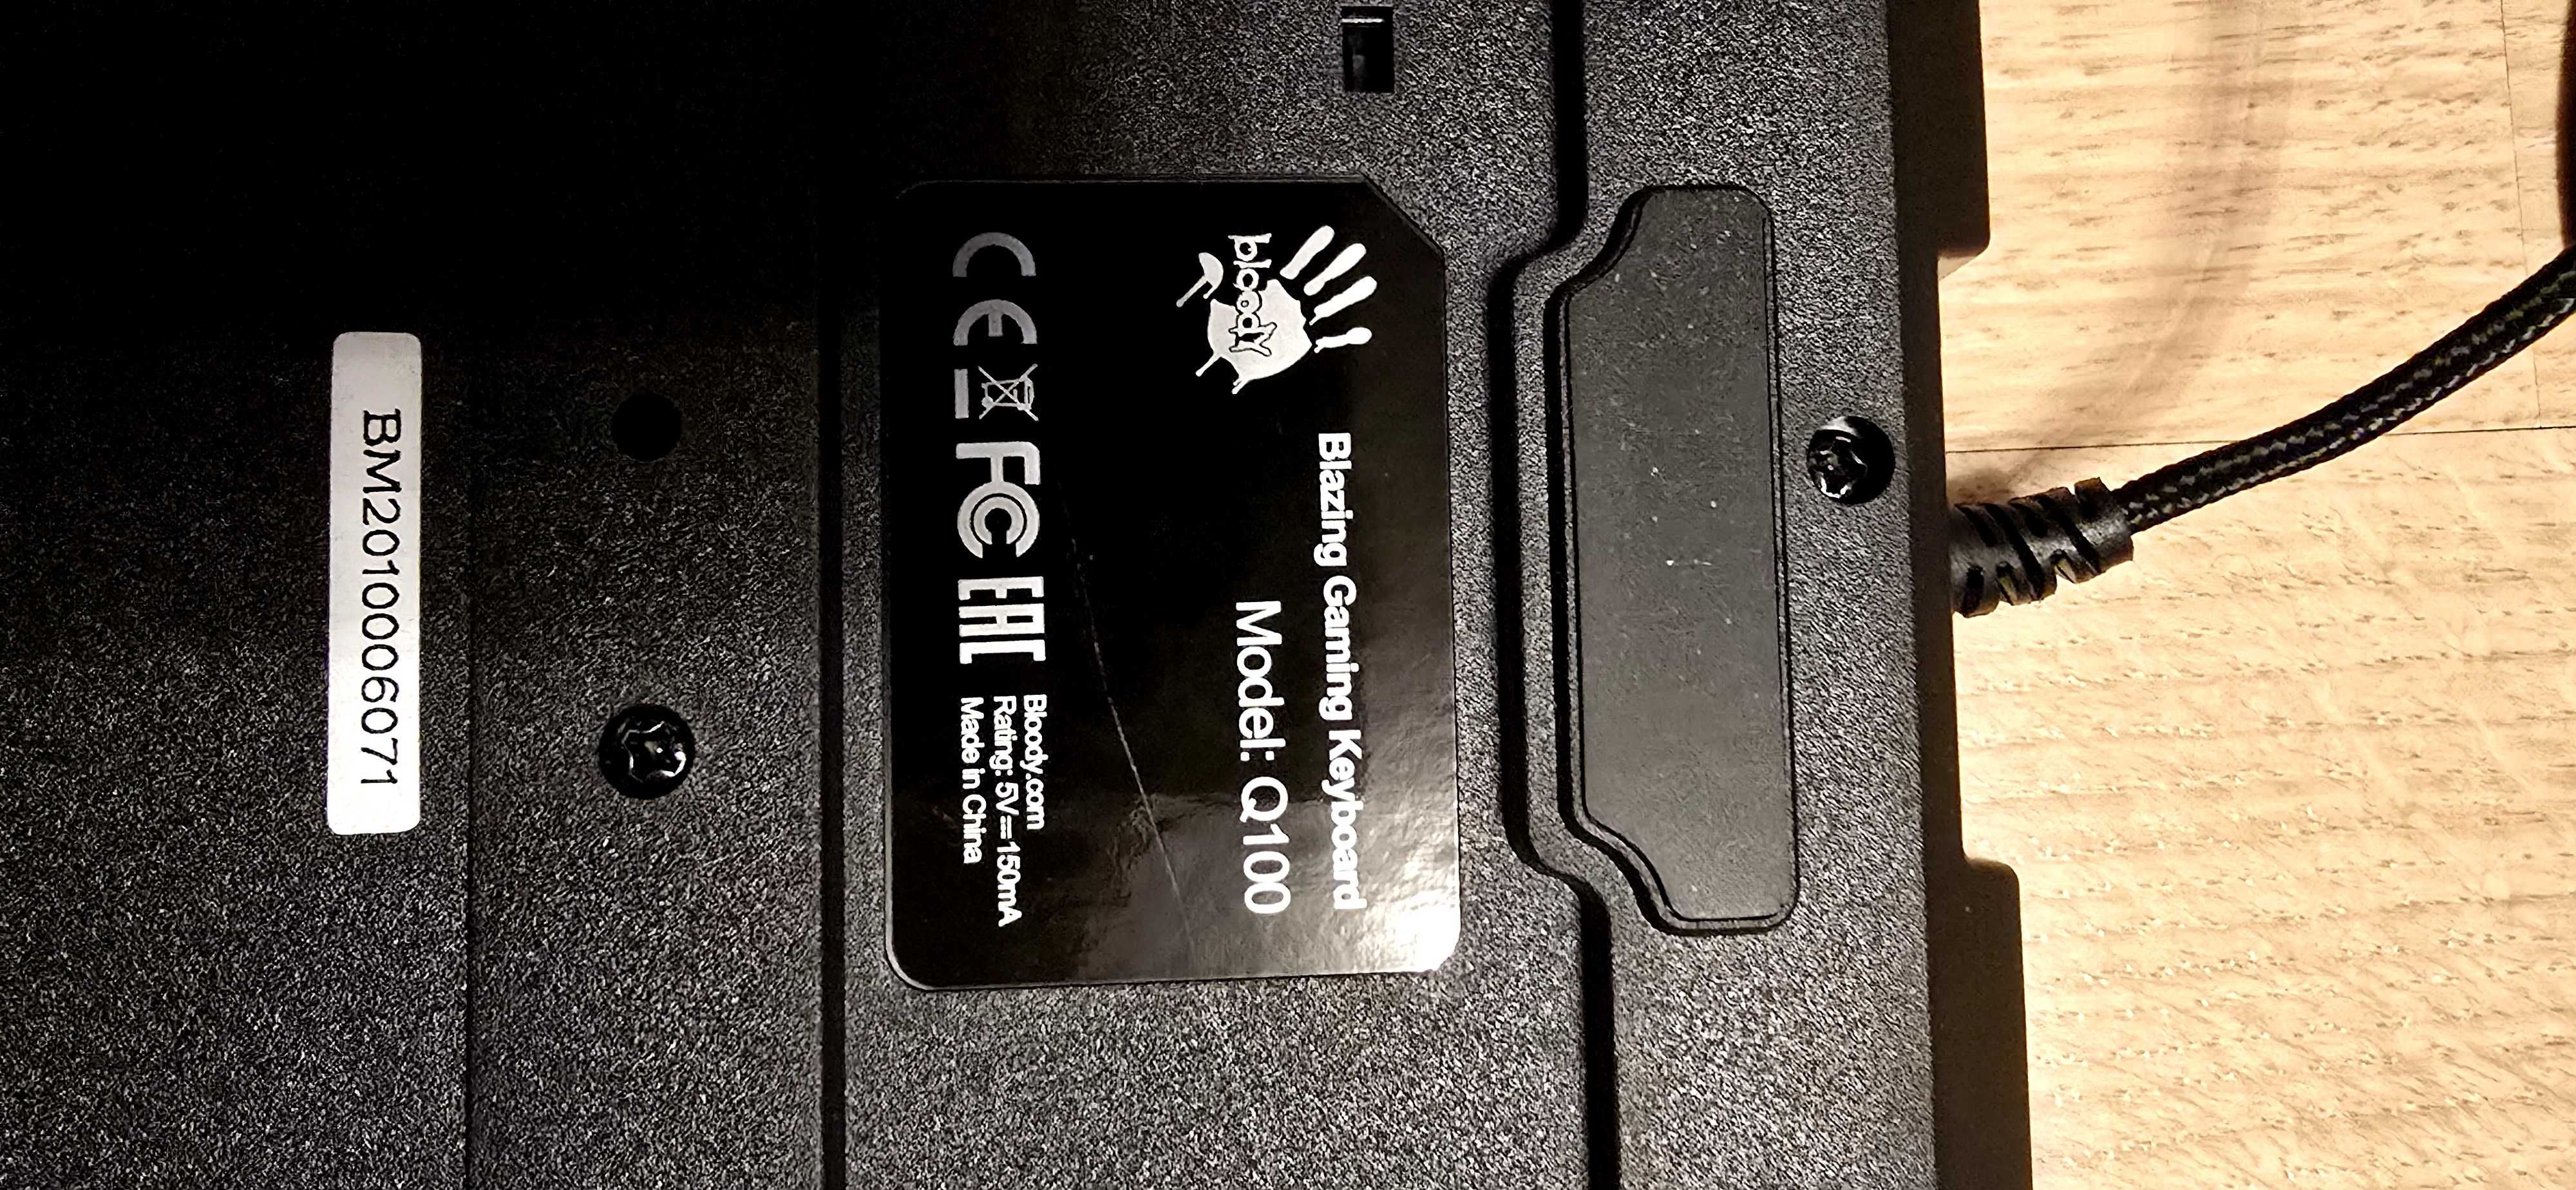 bloody
Blazing Gaming Keyboard
Model: Q100
CE FC EAC
Bloody.com
Rating: 5V⎓150mA
Made in China
BM2010006071